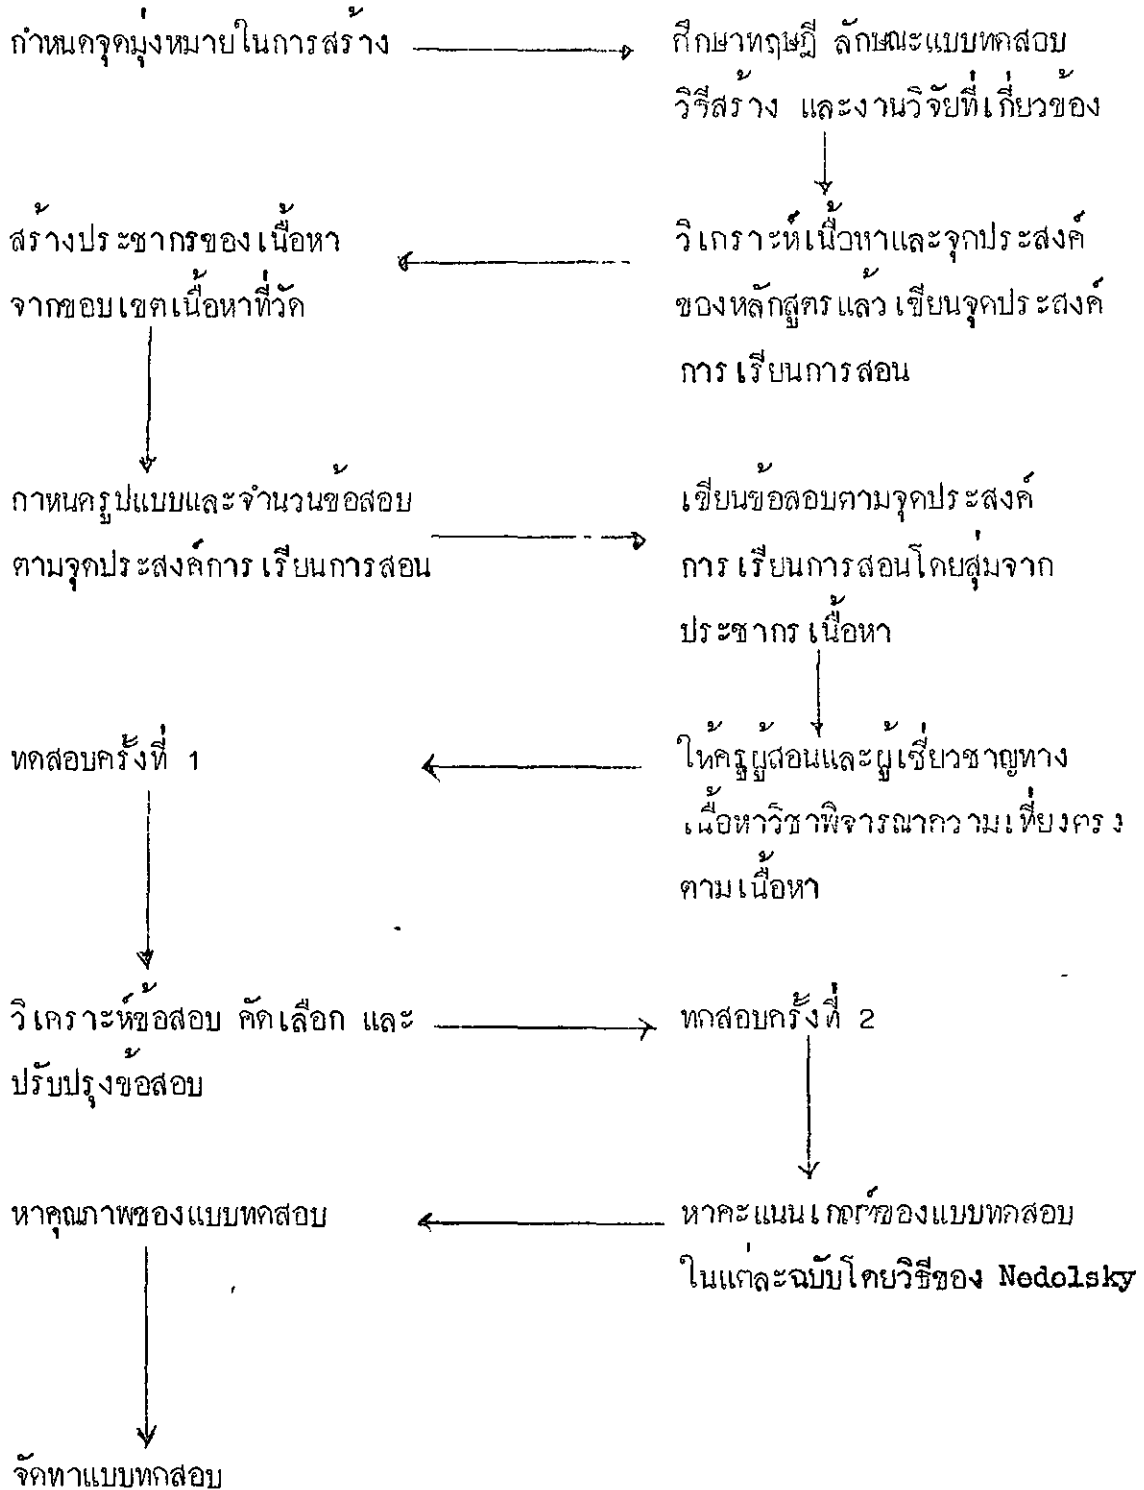 กำหนดจุดมุ่งหมายในการสร้าง
ศึกษาทฤษฎี ลักษณะแบบทดสอบ
วิธีสร้าง และงานวิจัยที่เกี่ยวข้อง
วิเคราะห์เนื้อหาและจุดประสงค์
ของหลักสูตรแล้วเขียนจุดประสงค์
การเรียนการสอน
สร้างประชากรของเนื้อหา
จากขอบเขตเนื้อหาที่วัด
กำหนดรูปแบบและจำนวนข้อสอบ
ตามจุดประสงค์การเรียนการสอน
เขียนข้อสอบตามจุดประสงค์
การเรียนการสอนโดยสุ่มจาก
ประชากรเนื้อหา
ให้ครูผู้สอนและผู้เชี่ยวชาญทาง
เนื้อหาวิชาพิจารณาความเที่ยงตรง
ตามเนื้อหา
ทดสอบครั้งที่ 1
วิเคราะห์ข้อสอบ คัดเลือก และ
ปรับปรุงข้อสอบ
ทดสอบครั้งที่ 2
หาคะแนนเกณฑ์ของแบบทดสอบ
ในแต่ละฉบับโดยวิธีของ Nedolsky
หาคุณภาพของแบบทดสอบ
จัดทำแบบทดสอบ